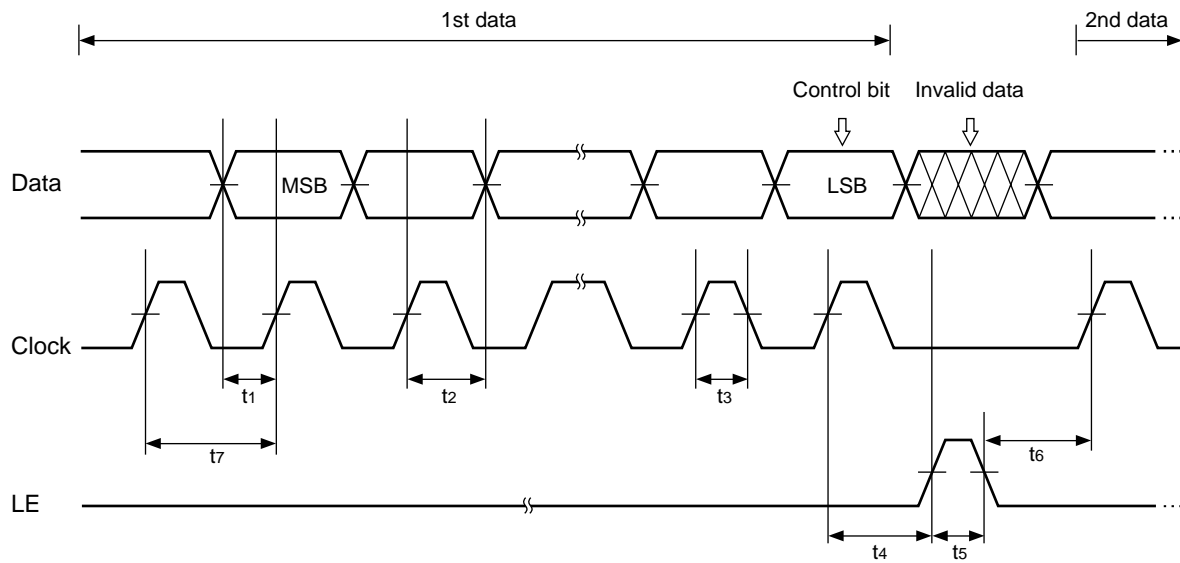 1st data
2nd data
Control bit
Invalid data
Data
MSB
LSB
Clock
t1
t2
t3
t7
t6
LE
t4
t5